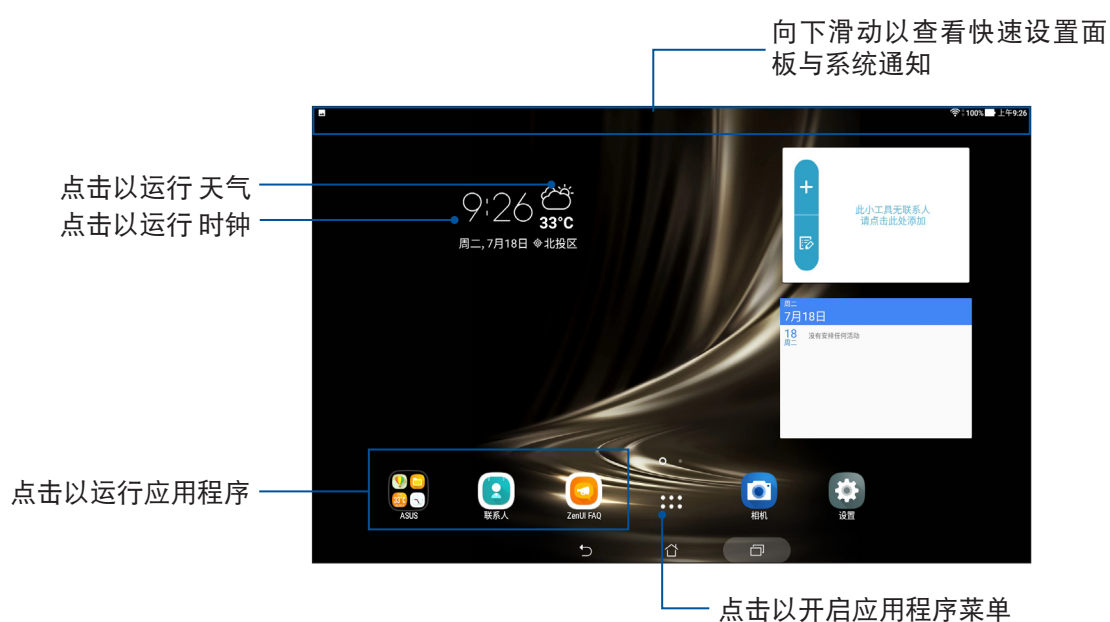 向下滑动以查看快速设置面
板与系统通知
100% 上午9:26
点击以运行 天气
点击以运行 时钟
9:26
33°C
周二, 7月18日 北投区
此小工具无联系人
请点击此处添加
周二
7月18日
18
周二
没有安排任何活动
点击以运行应用程序
33°C
ASUS
联系人
ZenUI FAQ
相机
设置
点击以开启应用程序菜单